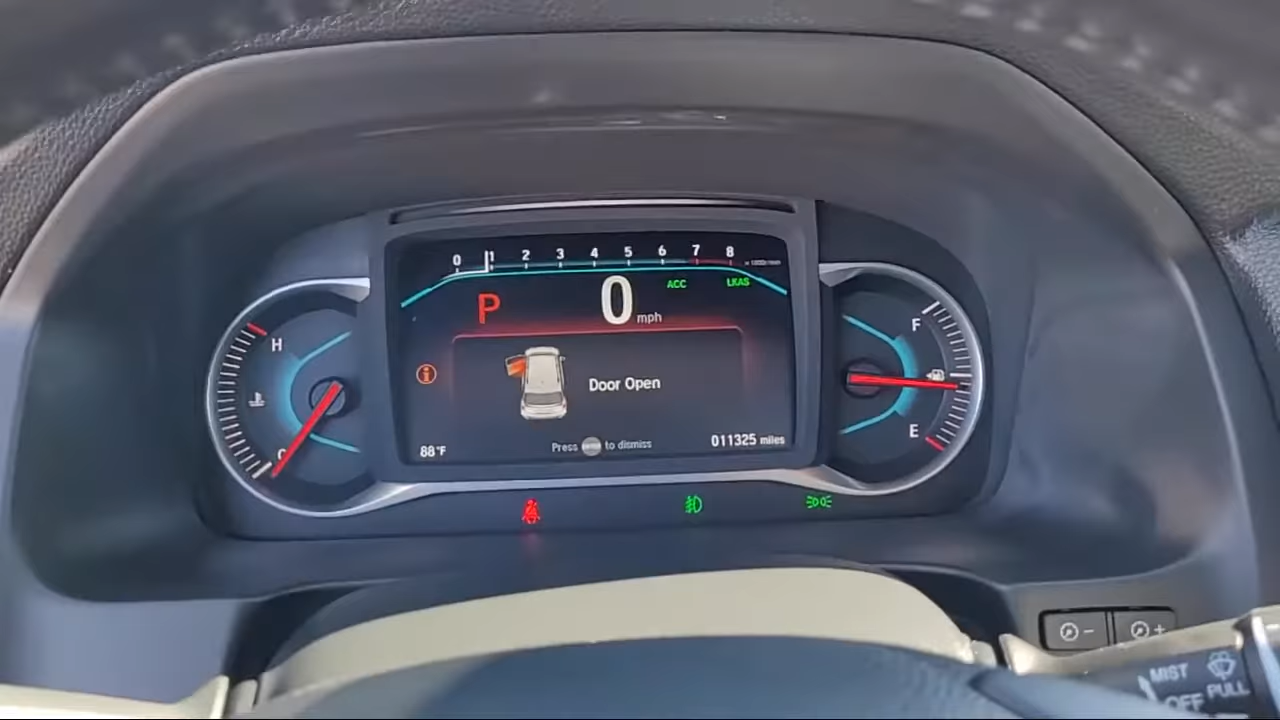 0 1 2 3 4 5 6 7 8
ACC LKAS
P 0 mph
H
F
Door Open
E
C
Press to dismiss
011325 miles
88°F
- +
MIST
OFF PULL